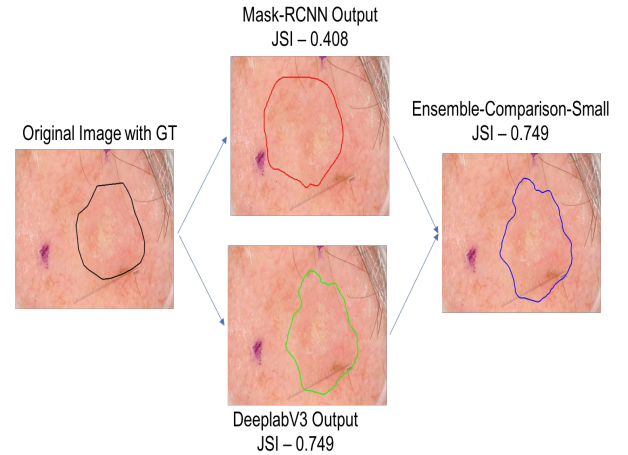 Mask-RCNN Output
JSI – 0.408
Original Image with GT
Ensemble-Comparison-Small
JSI – 0.749
DeeplabV3 Output
JSI – 0.749